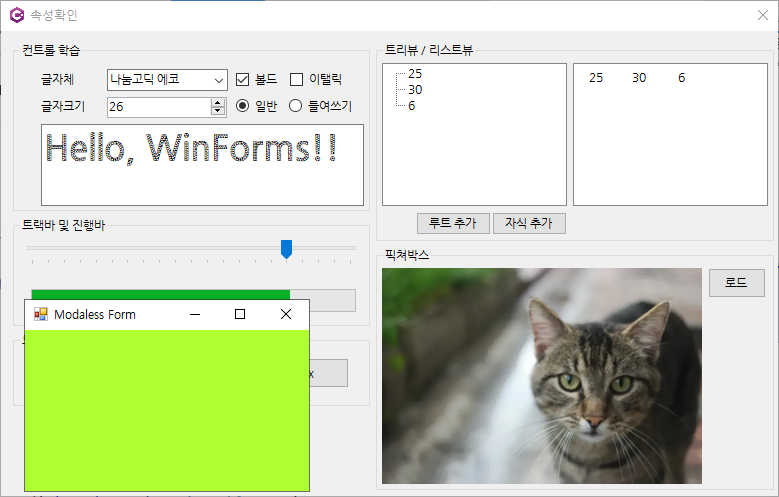 속성확인
컨트롤 학습
글자체 나눔고딕 에코 볼드 이탤릭
글자크기 26 일반 들여쓰기
Hello, WinForms!!
트랙바 및 진행바
Modaless Form
x
트리뷰 / 리스트뷰
25
30
6
25 30 6
루트 추가 자식 추가
픽쳐박스
로드